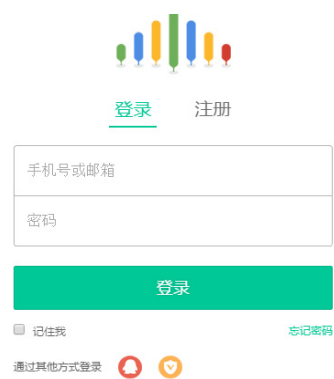 登录 注册
手机号或邮箱
密码
登录
记住我 忘记密码
通过其他方式登录